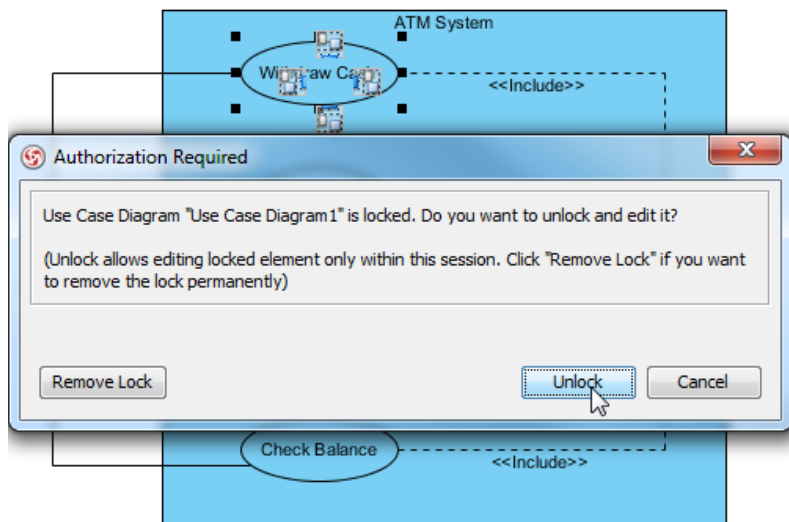 ATM System
Withdraw Cash
<<Include>>
Authorization Required
Use Case Diagram "Use Case Diagram1" is locked. Do you want to unlock and edit it?
(Unlock allows editing locked element only within this session. Click "Remove Lock" if you want
to remove the lock permanently)
Remove Lock
Unlock
Cancel
Check Balance
<<Include>>